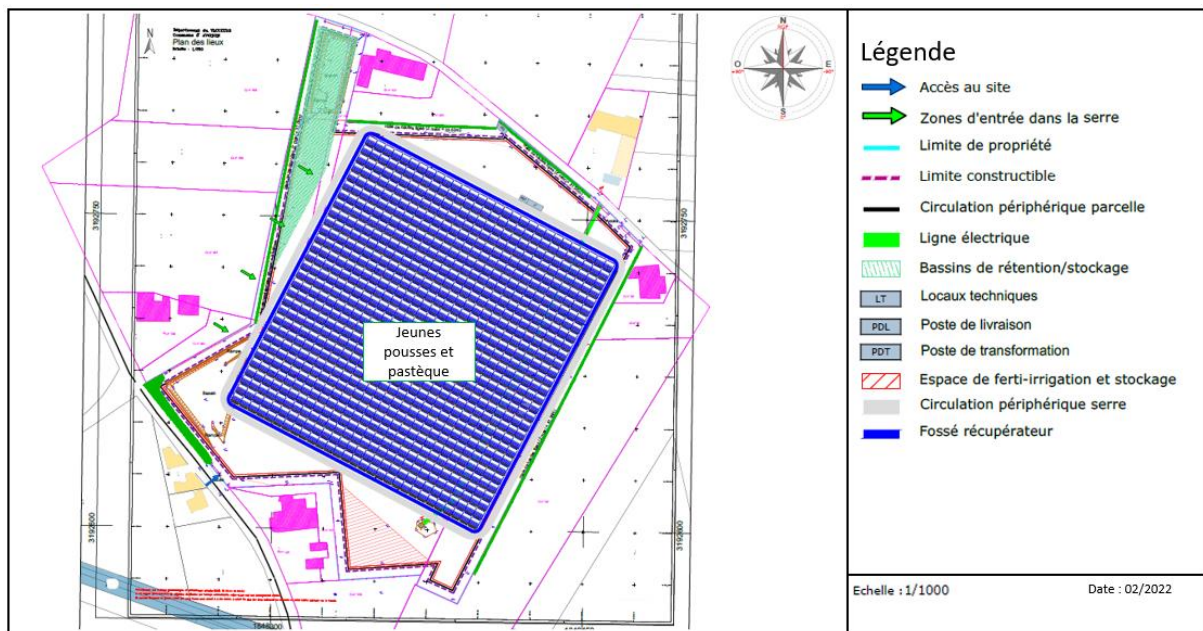 Plan des lieux
N
N
O
E
S
3192750
3192750
Jeunes
pousses et
pastèque
3192600
3192600
Légende
Accès au site
Zones d'entrée dans la serre
Limite de propriété
Limite constructible
Circulation périphérique parcelle
Ligne électrique
Bassins de rétention/stockage
LT Locaux techniques
PDL Poste de livraison
PDT Poste de transformation
Espace de ferti-irrigation et stockage
Circulation périphérique serre
Fossé récupérateur
Echelle :1/1000
Date : 02/2022